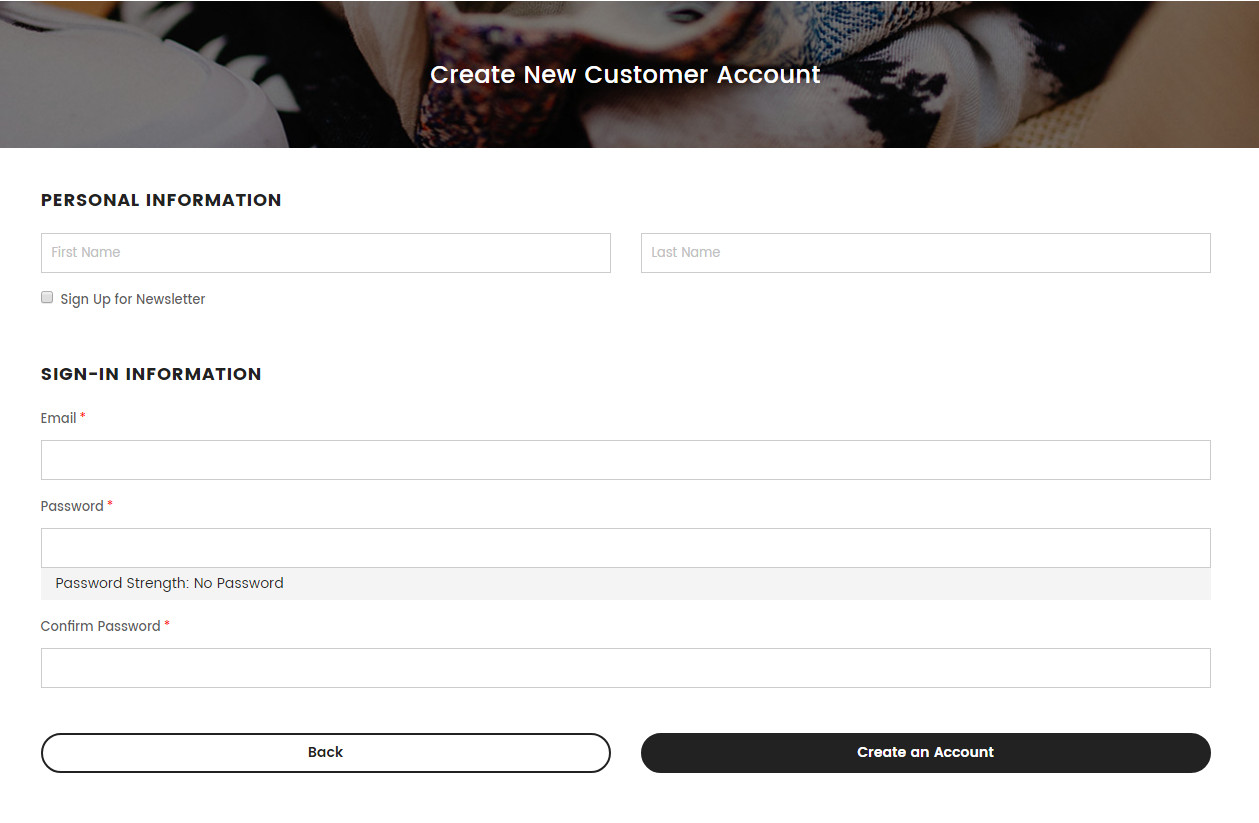 Create New Customer Account
PERSONAL INFORMATION
First Name
Last Name
Sign Up for Newsletter
SIGN-IN INFORMATION
Email *
Password *
Password Strength: No Password
Confirm Password *
Back
Create an Account